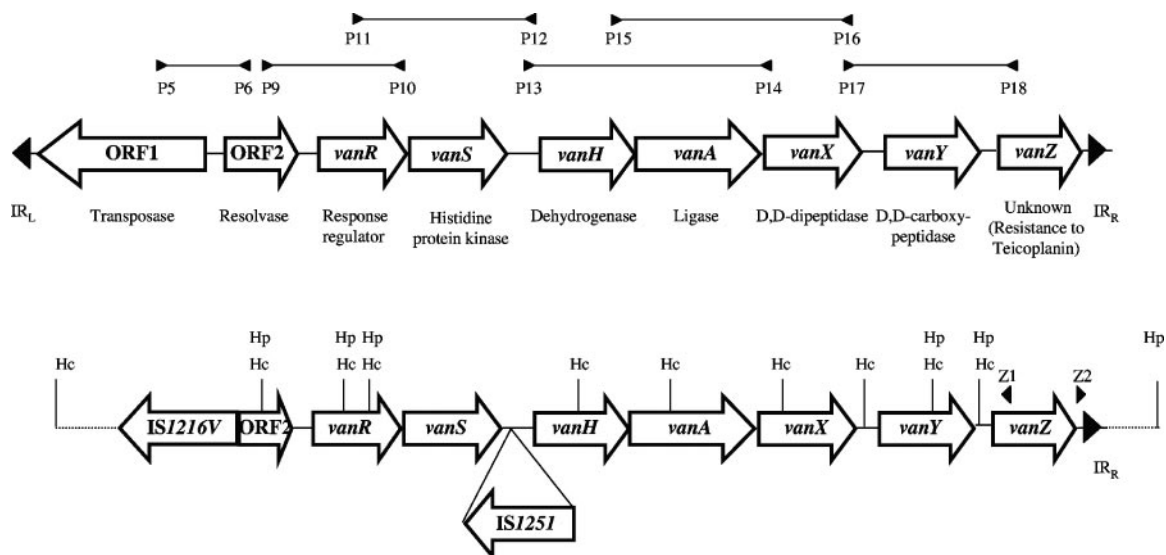 P11 P12 P15 P16
P5 P6 P9 P10 P13 P14 P17 P18
ORF1 ORF2 vanR vanS vanH vanA vanX vanY vanZ
IRL Transposase Resolvase Response regulator Histidine protein kinase Dehydrogenase Ligase D,D-dipeptidase D,D-carboxy-peptidase Unknown (Resistance to Teicoplanin) IRR
Hp Hp Hp Hp Hp Hp
Hc Hc Hc Hc Hc Hc Hc Hc Hc Hc
Z1 Z2
IS1216V ORF2 vanR vanS vanH vanA vanX vanY vanZ
IRR
IS1251